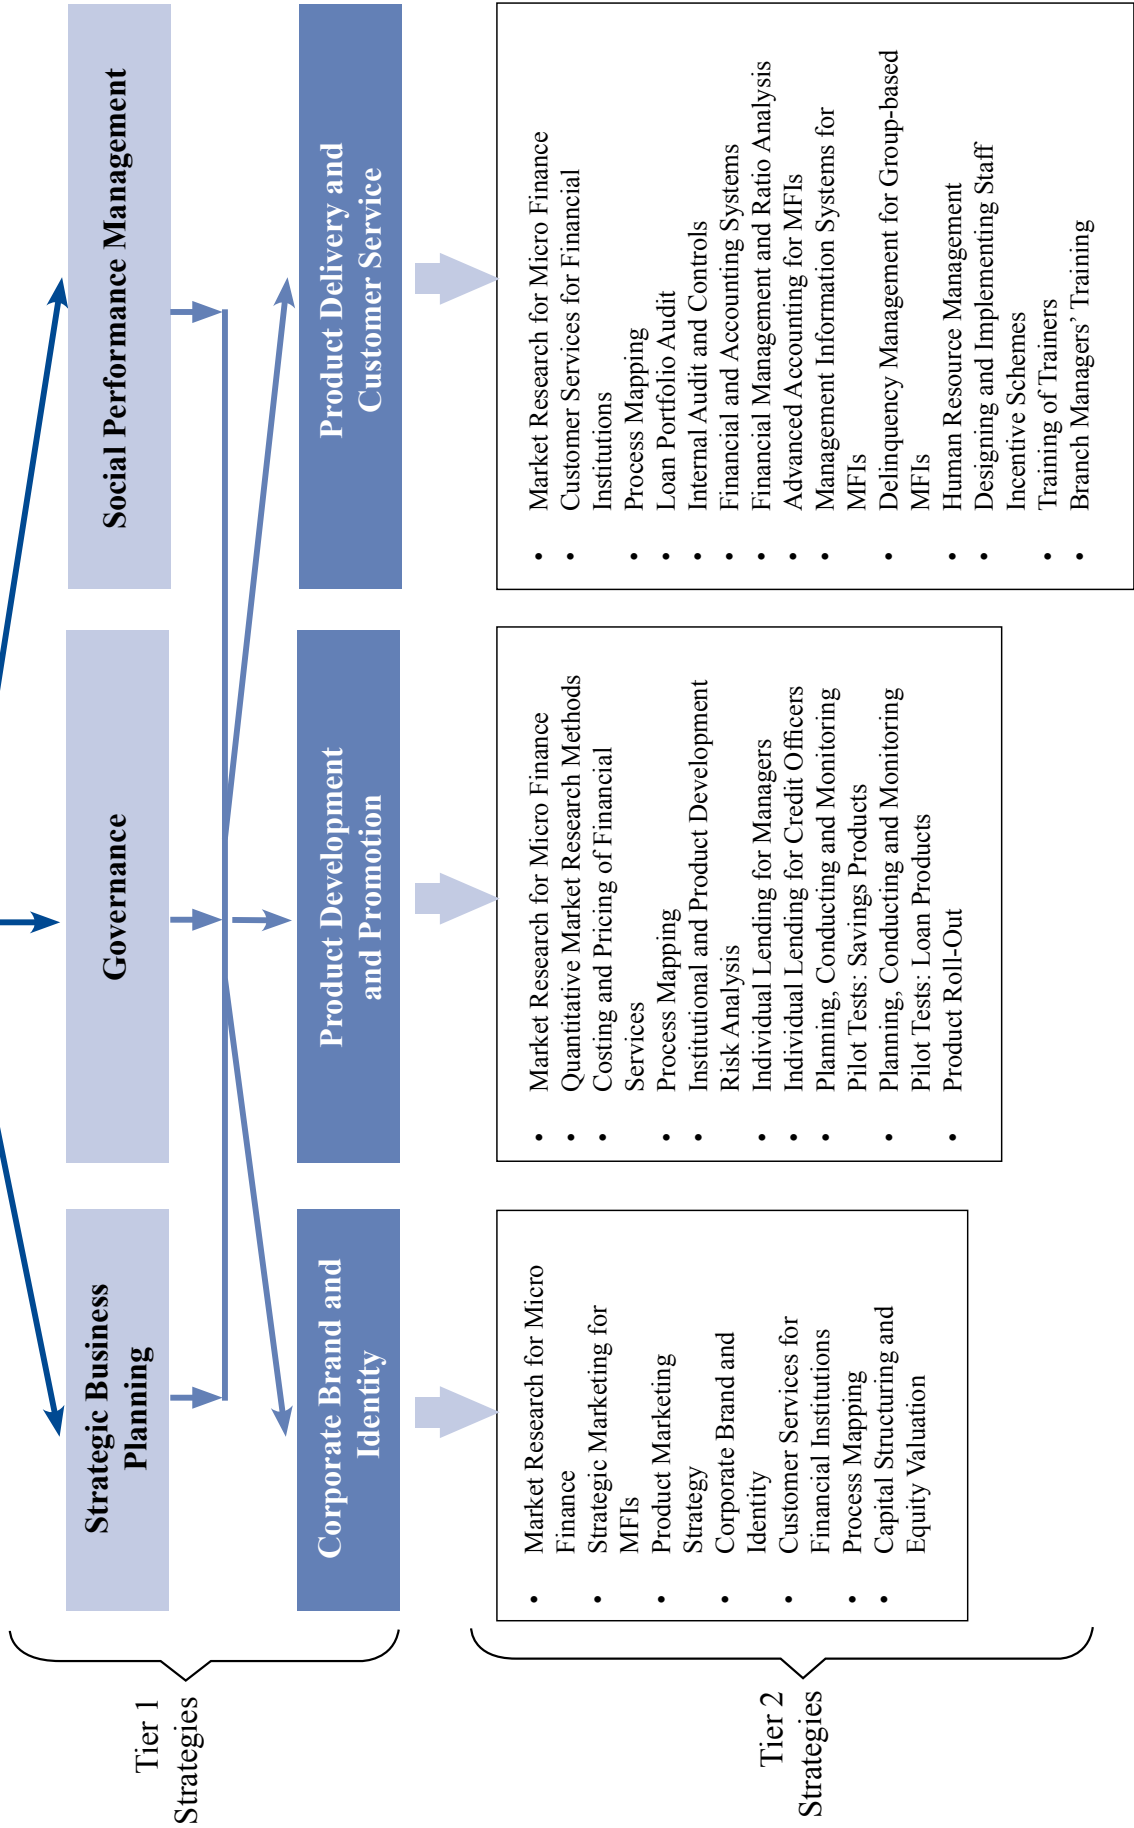 Tier 1
Strategies
Strategic Business
Planning
Governance
Social Performance Management
Corporate Brand and
Identity
Product Development
and Promotion
Product Delivery and
Customer Service
Tier 2
Strategies
• Market Research for Micro
Finance
• Strategic Marketing for
MFIs
• Product Marketing
Strategy
• Corporate Brand and
Identity
• Customer Services for
Financial Institutions
• Process Mapping
• Capital Structuring and
Equity Valuation
• Market Research for Micro Finance
• Quantitative Market Research Methods
• Costing and Pricing of Financial
Services
• Process Mapping
• Institutional and Product Development
Risk Analysis
• Individual Lending for Managers
• Individual Lending for Credit Officers
• Planning, Conducting and Monitoring
Pilot Tests: Savings Products
• Planning, Conducting and Monitoring
Pilot Tests: Loan Products
• Product Roll-Out
• Market Research for Micro Finance
• Customer Services for Financial
Institutions
• Process Mapping
• Loan Portfolio Audit
• Internal Audit and Controls
• Financial and Accounting Systems
• Financial Management and Ratio Analysis
• Advanced Accounting for MFIs
• Management Information Systems for
MFIs
• Delinquency Management for Group-based
MFIs
• Human Resource Management
• Designing and Implementing Staff
Incentive Schemes
• Training of Trainers
• Branch Managers’ Training